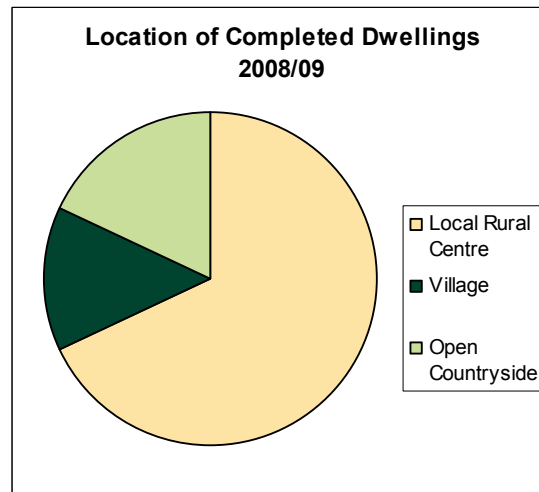 Location of Completed Dwellings
2008/09
Local Rural
Centre
Village
Open
Countryside